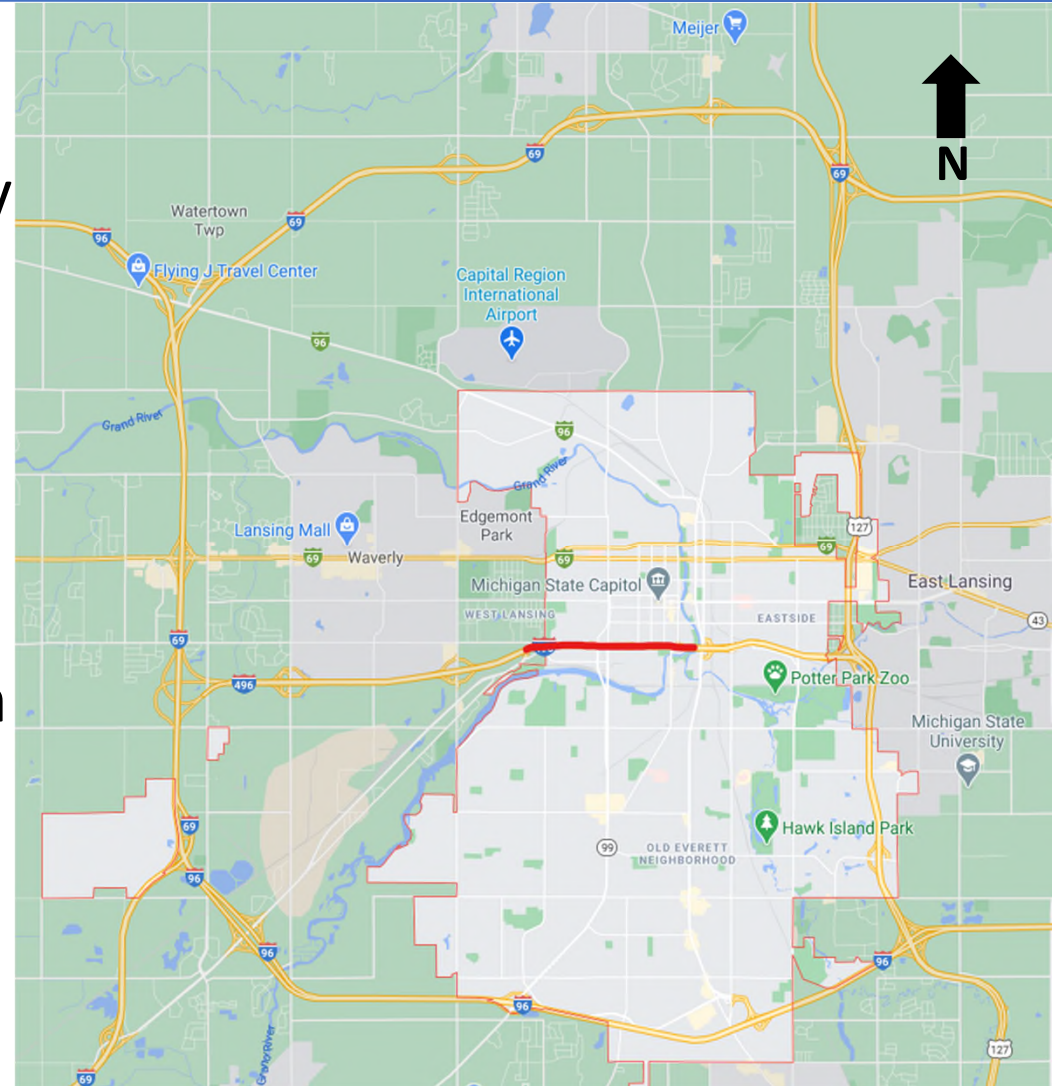 Meijer
N
69
69
y
Watertown
Twp
69
96
Flying J Travel Center
Capital Region
International
Airport
96
Grand River
96
Grand River
Edgemont
Park
Lansing Mall
Waverly
69
69
127
69
Michigan State Capitol
East Lansing
WEST LANSING
EASTSIDE
43
69
496
Potter Park Zoo
n
Michigan State
University
69
Hawk Island Park
99
OLD EVERETT
NEIGHBORHOOD
96
96
96
96
Grand River
127
69